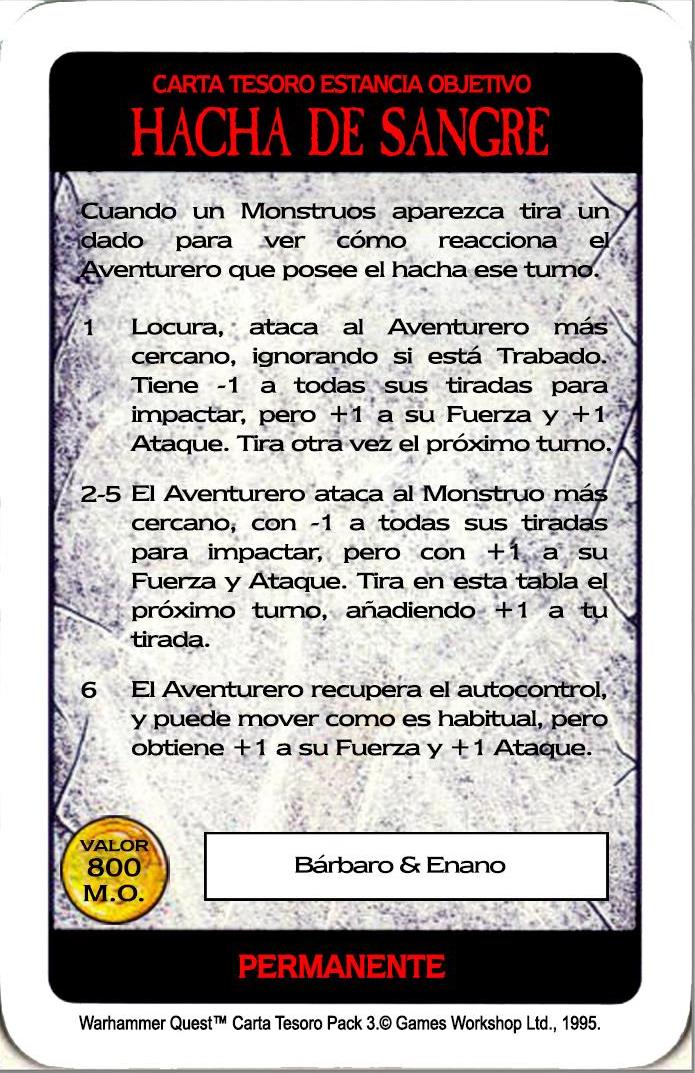 CARTA TESORO ESTANCIA OBJETIVO
HACHA DE SANGRE
Cuando un Monstruos aparezca tira un
dado para ver cómo reacciona el
Aventurero que posee el hacha ese turno.
1 Locura, ataca al Aventurero más
cercano, ignorando si está Trabado.
Tiene -1 a todas sus tiradas para
impactar, pero +1 a su Fuerza y +1
Ataque. Tira otra vez el próximo turno.
2-5 El Aventurero ataca al Monstruo más
cercano, con -1 a todas sus tiradas
para impactar, pero con +1 a su
Fuerza y Ataque. Tira en esta tabla el
próximo turno, añadiendo +1 a tu
tirada.
6 El Aventurero recupera el autocontrol,
y puede mover como es habitual, pero
obtiene +1 a su Fuerza y +1 Ataque.
VALOR
800
M.O.
Bárbaro & Enano
PERMANENTE
Warhammer Quest™ Carta Tesoro Pack 3.© Games Workshop Ltd., 1995.